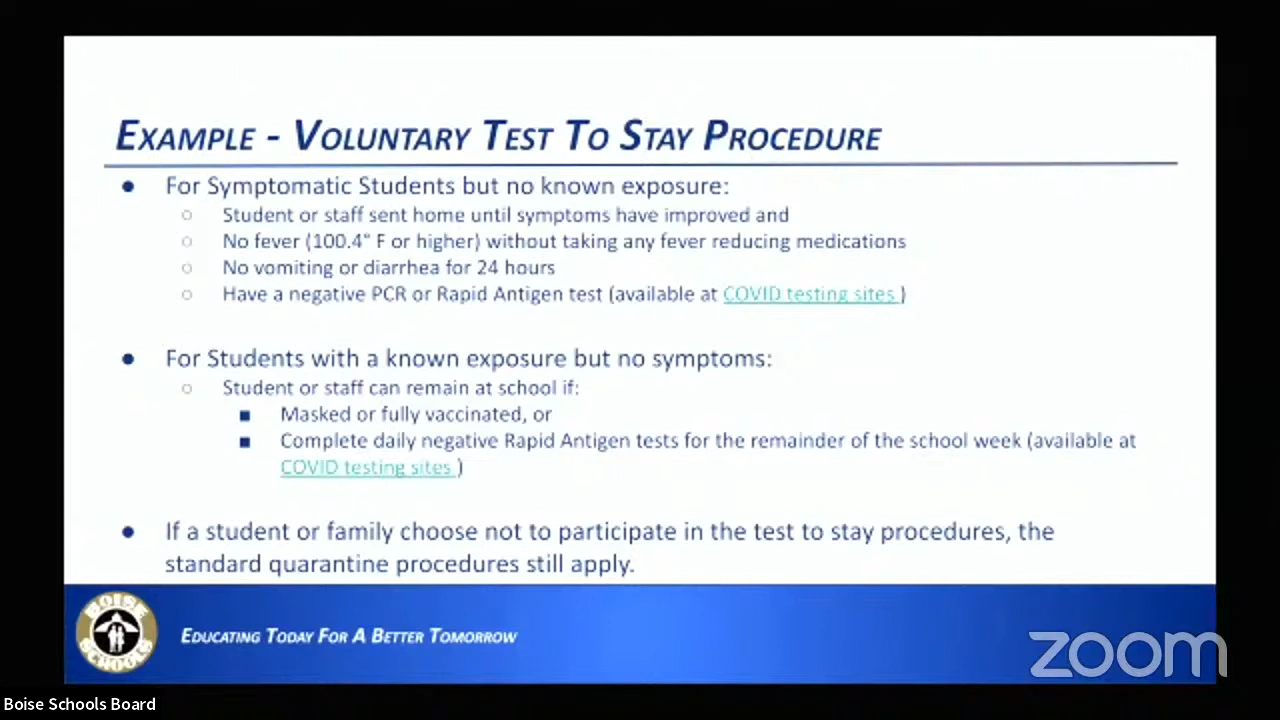 EXAMPLE - VOLUNTARY TEST TO STAY PROCEDURE
● For Symptomatic Students but no known exposure:
○ Student or staff sent home until symptoms have improved and
○ No fever (100.4° F or higher) without taking any fever reducing medications
○ No vomiting or diarrhea for 24 hours
○ Have a negative PCR or Rapid Antigen test (available at COVID testing sites )
● For Students with a known exposure but no symptoms:
○ Student or staff can remain at school if:
■ Masked or fully vaccinated, or
■ Complete daily negative Rapid Antigen tests for the remainder of the school week (available at
COVID testing sites )
● If a student or family choose not to participate in the test to stay procedures, the
standard quarantine procedures still apply.
BOISE
SCHOOLS
EDUCATING TODAY FOR A BETTER TOMORROW
zoom
Boise Schools Board